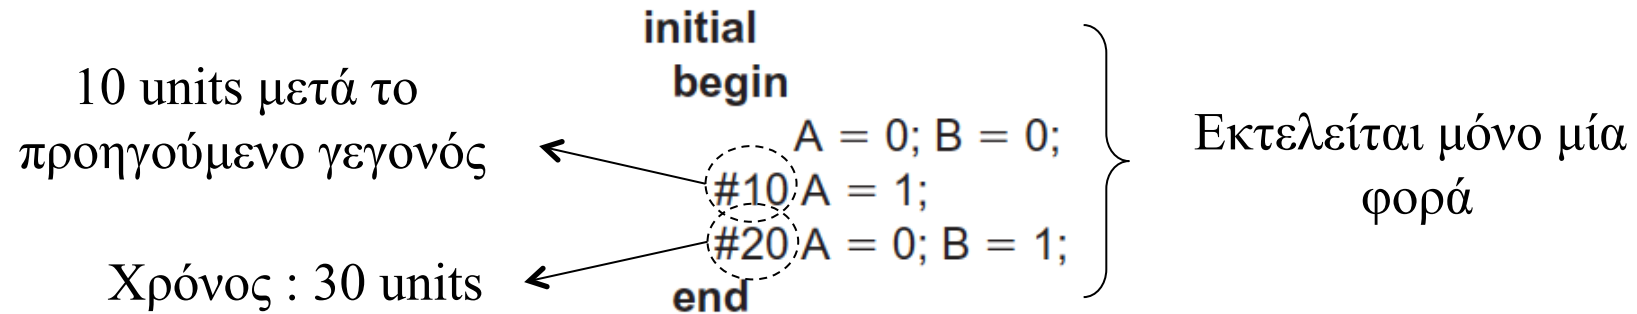 10 units μετά το
προηγούμενο γεγονός
Χρόνος : 30 units
initial
begin
A = 0; B = 0;
#10 A = 1;
#20 A = 0; B = 1;
end
Εκτελείται μόνο μία
φορά